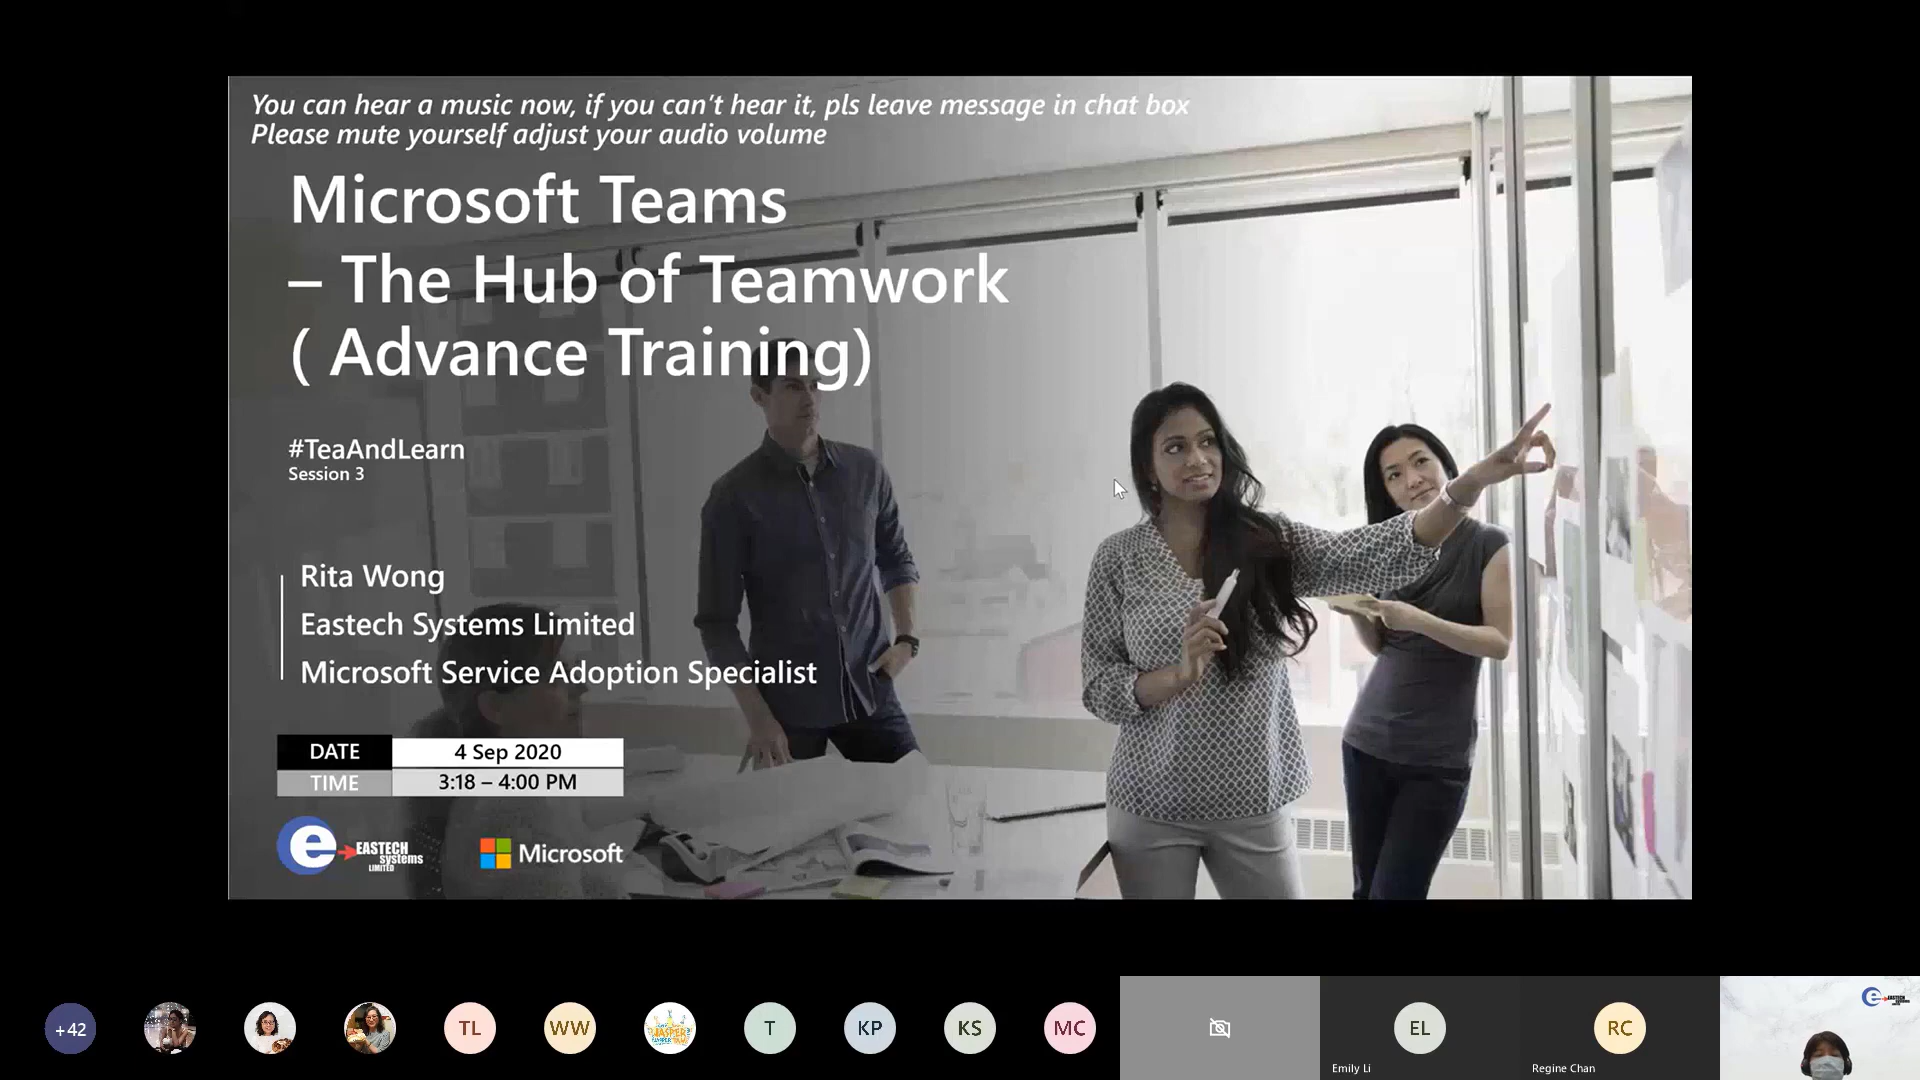 You can hear a music now, if you can't hear it, pls leave message in chat box
Please mute yourself adjust your audio volume
Microsoft Teams
– The Hub of Teamwork
( Advance Training)
#TeaAndLearn
Session 3
Rita Wong
Eastech Systems Limited
Microsoft Service Adoption Specialist
DATE 4 Sep 2020
TIME 3:18 – 4:00 PM
e EASTECH
systems
LIMITED
Microsoft
+42 TL WW JASPER T KP KS MC EL RC
Emily Li Regine Chan